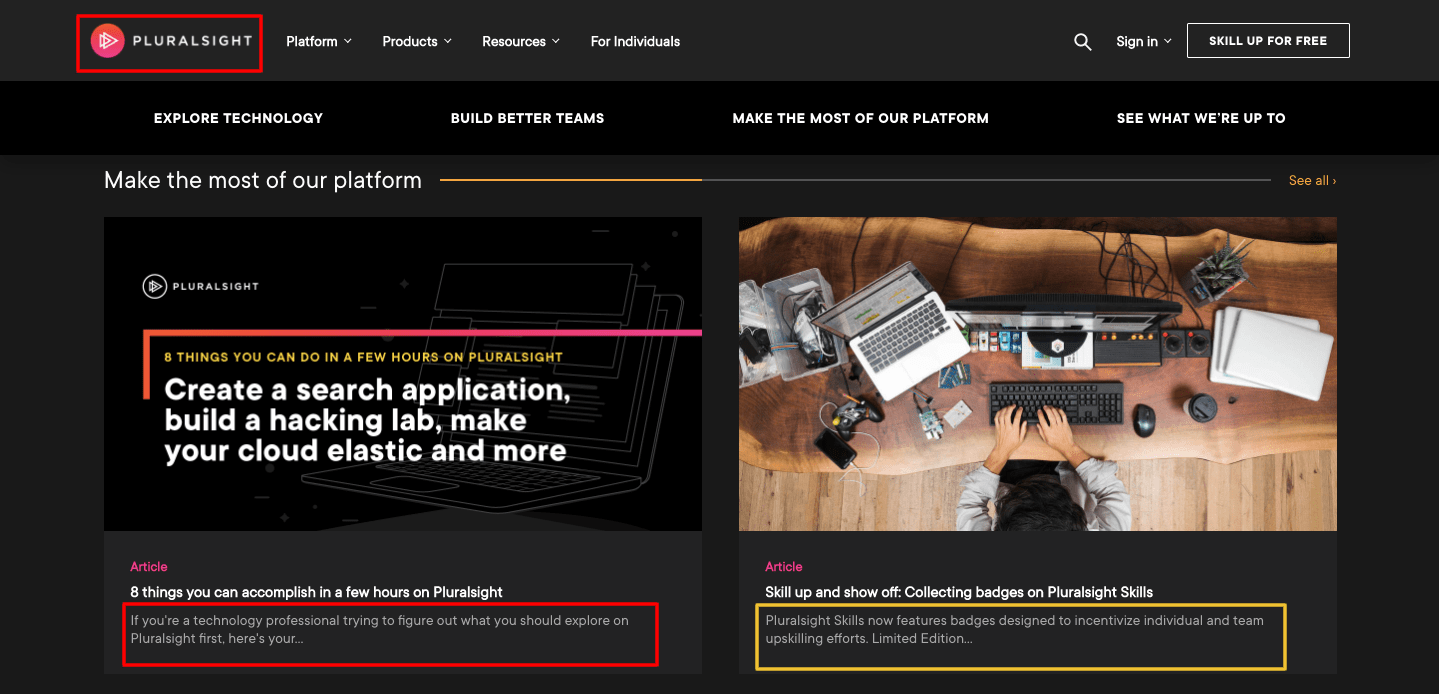 PLURALSIGHT
Platform
Products
Resources
For Individuals
Sign in
SKILL UP FOR FREE
EXPLORE TECHNOLOGY
BUILD BETTER TEAMS
MAKE THE MOST OF OUR PLATFORM
SEE WHAT WE'RE UP TO
Make the most of our platform
See all ›
PLURALSIGHT
8 THINGS YOU CAN DO IN A FEW HOURS ON PLURALSIGHT
Create a search application,
build a hacking lab, make
your cloud elastic and more
Article
8 things you can accomplish in a few hours on Pluralsight
If you're a technology professional trying to figure out what you should explore on
Pluralsight first, here's your...
Article
Skill up and show off: Collecting badges on Pluralsight Skills
Pluralsight Skills now features badges designed to incentivize individual and team
upskilling efforts. Limited Edition...